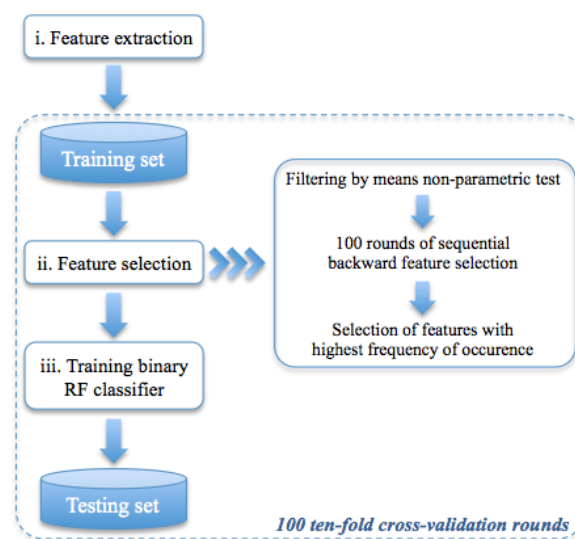 i. Feature extraction
Training set
ii. Feature selection
iii. Training binary
RF classifier
Testing set
Filtering by means non-parametric test
100 rounds of sequential
backward feature selection
Selection of features with
highest frequency of occurence
100 ten-fold cross-validation rounds